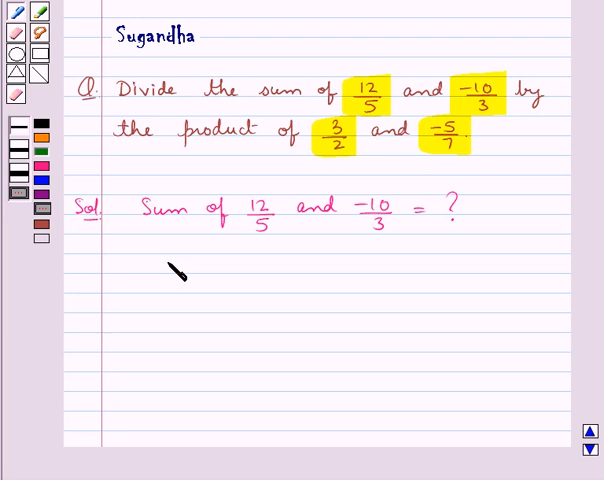 Sugandha
Q. Divide the sum of 12/5 and -10/3 by
the product of 3/2 and -5/7.
Sol. Sum of 12/5 and -10/3 = ?